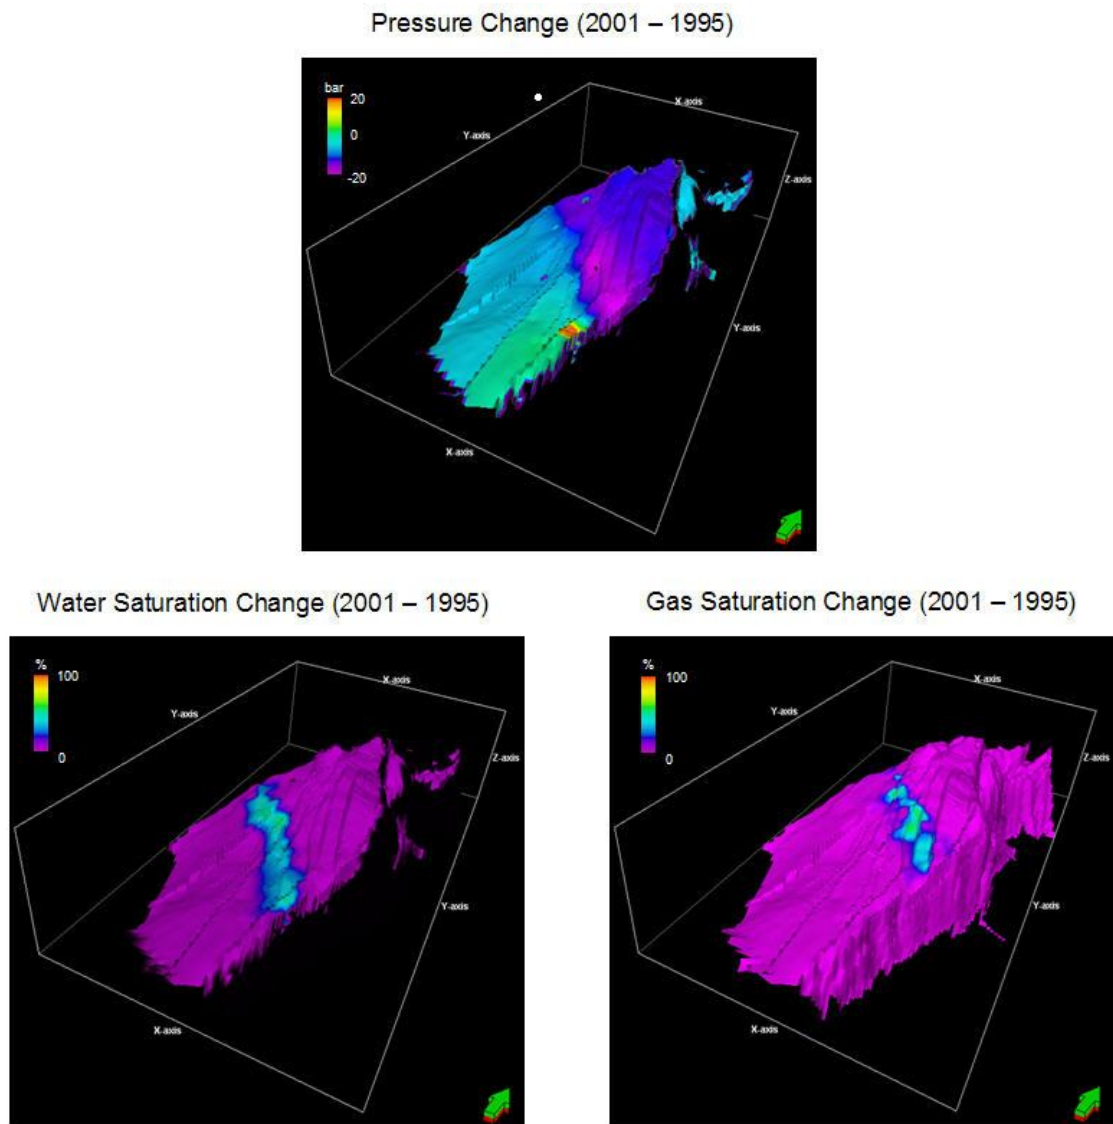 Pressure Change (2001 – 1995)
bar
20
0
-20
X-axis
Y-axis
Z-axis
Y-axis
X-axis
Water Saturation Change (2001 – 1995)
%
100
0
X-axis
Y-axis
Z-axis
Y-axis
X-axis
Gas Saturation Change (2001 – 1995)
%
100
0
X-axis
Y-axis
Z-axis
Y-axis
X-axis